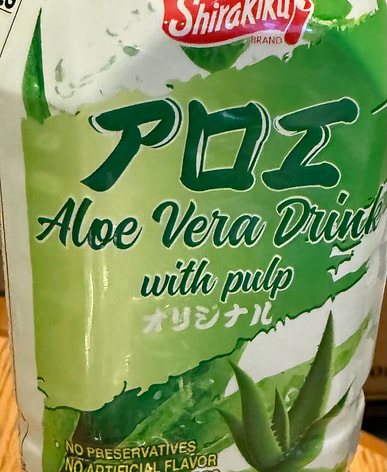 Shirakiku
BRAND
アロエ
Aloe Vera Drink
with pulp
オリジナル
NO PRESERVATIVES
NO ARTIFICIAL FLAVOR